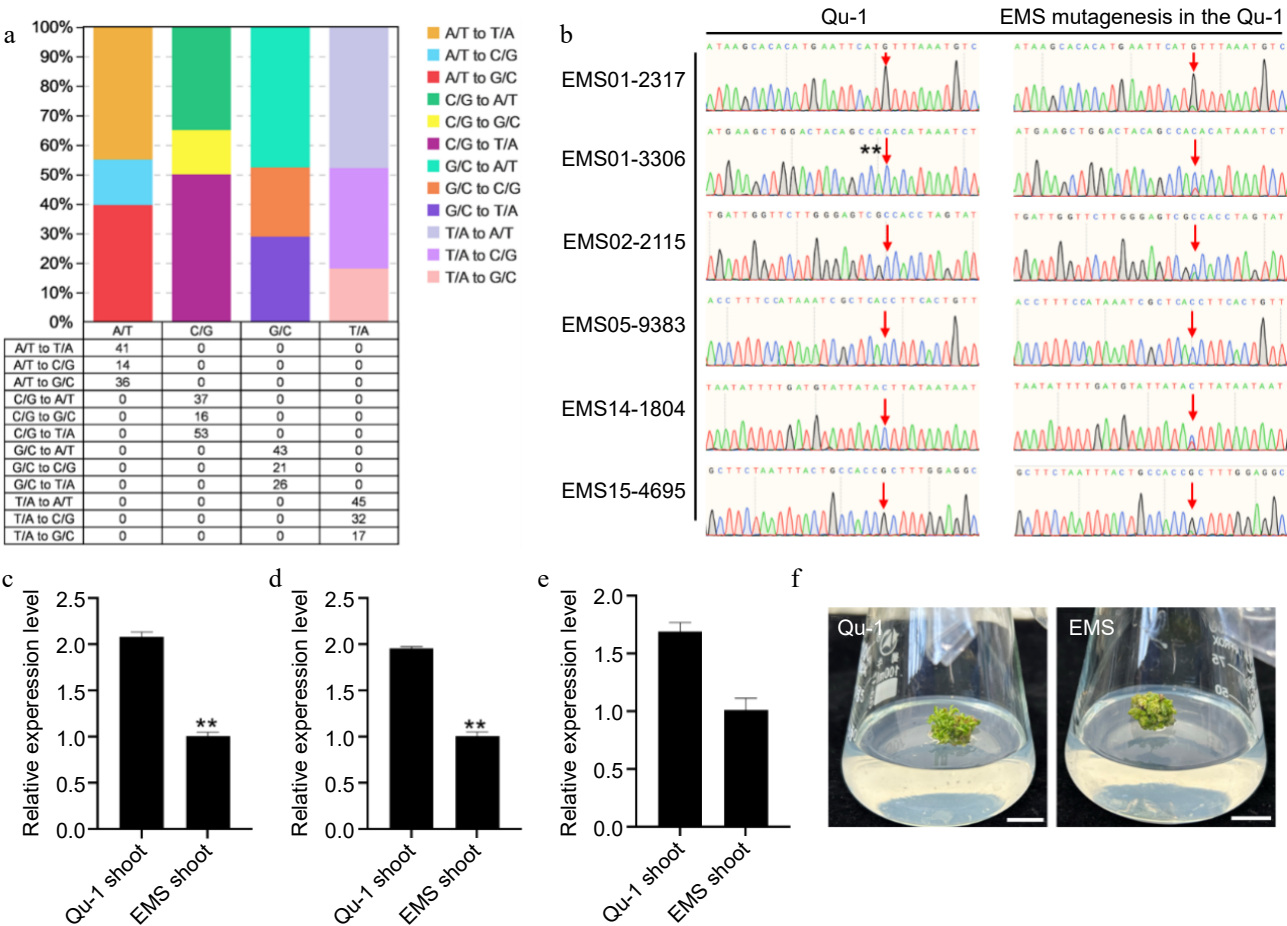 a
100%
90%
80%
70%
60%
50%
40%
30%
20%
10%
0%
A/T to T/A
A/T to C/G
A/T to G/C
C/G to A/T
C/G to G/C
C/G to T/A
G/C to A/T
G/C to C/G
G/C to T/A
T/A to A/T
T/A to C/G
T/A to G/C
A/T C/G G/C T/A
A/T to T/A 41 0 0 0
A/T to C/G 14 0 0 0
A/T to G/C 36 0 0 0
C/G to A/T 0 37 0 0
C/G to G/C 0 16 0 0
C/G to T/A 0 53 0 0
G/C to A/T 0 0 43 0
G/C to C/G 0 0 21 0
G/C to T/A 0 0 26 0
T/A to A/T 0 0 0 45
T/A to C/G 0 0 0 32
T/A to G/C 0 0 0 17
b
Qu-1 EMS mutagenesis in the Qu-1
ATAAGCACACATGAATTCATGTTTAAATGTC ATAAGCACACATGAATTCATGTTTAAATGTC
EMS01-2317
ATGAAGCTGGACTACAGCCACACATAAATCT ATGAAGCTGGACTACAGCCACACATAAATCT
EMS01-3306
**
TGATTGGTTCTTGGGAGTCGCCACCTAGTAT TGATTGGTTCTTGGGAGTCGCCACCTAGTAT
EMS02-2115
ACCTTTCCATAAATCGCTCACCTTCACTGTT ACCTTTCCATAAATCGCTCACCTTCACTGTT
EMS05-9383
TAATATTTTGATGTATTATACTTATAATAAT TAATATTTTGATGTATTATACTTATAATAAT
EMS14-1804
GCTTCTAATTTACTGCCACCGCTTTGGAGGC GCTTCTAATTTACTGCCACCGCTTTGGAGGC
EMS15-4695
c
Relative experession level
2.5
2.0
1.5
1.0
0.5
0.0
**
Qu-1 shoot
EMS shoot
d
Relative experession level
2.5
2.0
1.5
1.0
0.5
0.0
**
Qu-1 shoot
EMS shoot
e
Relative experession level
2.0
1.5
1.0
0.5
0.0
Qu-1 shoot
EMS shoot
f
Qu-1
100mL
EMS
75
50